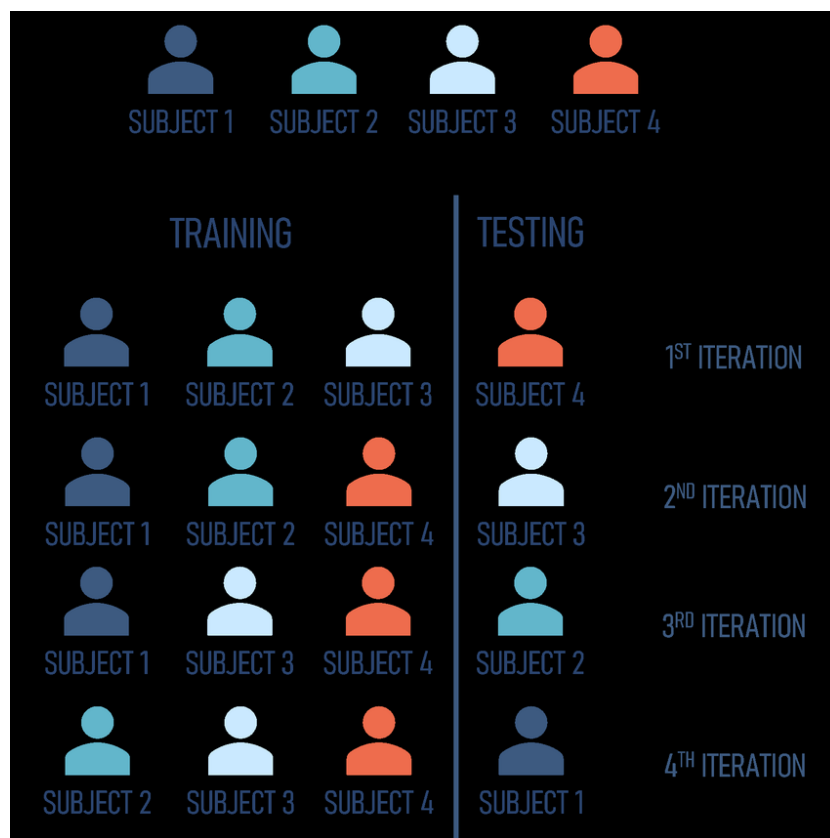 SUBJECT 1 SUBJECT 2 SUBJECT 3 SUBJECT 4
TRAINING TESTING
1ST ITERATION
SUBJECT 1 SUBJECT 2 SUBJECT 3 SUBJECT 4
2ND ITERATION
SUBJECT 1 SUBJECT 2 SUBJECT 4 SUBJECT 3
3RD ITERATION
SUBJECT 1 SUBJECT 3 SUBJECT 4 SUBJECT 2
4TH ITERATION
SUBJECT 2 SUBJECT 3 SUBJECT 4 SUBJECT 1